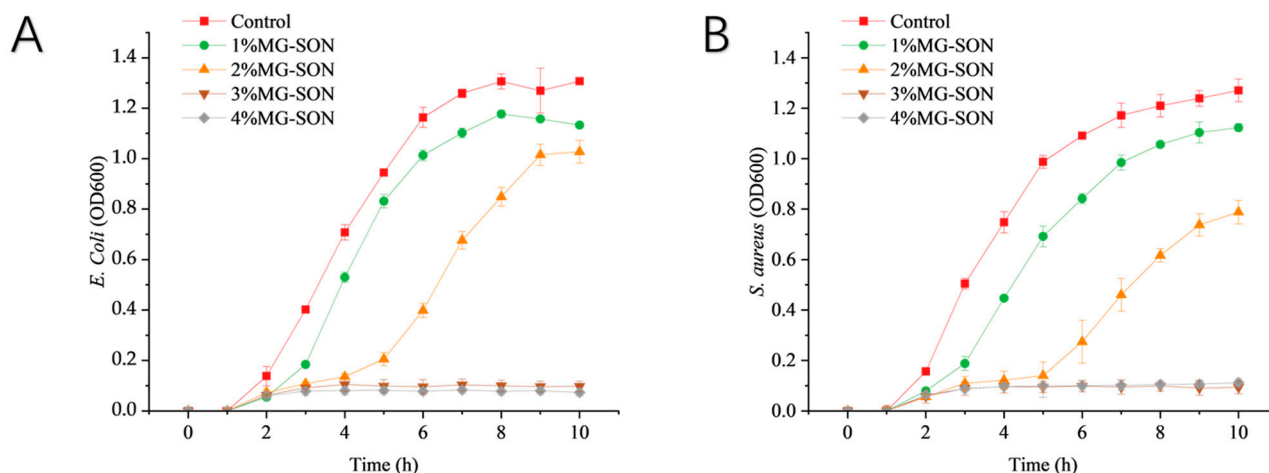 A
Control
1%MG-SON
2%MG-SON
3%MG-SON
4%MG-SON
1.4
1.2
1.0
0.8
0.6
0.4
0.2
0.0
E. Coli (OD600)
0 2 4 6 8 10
Time (h)
B
Control
1%MG-SON
2%MG-SON
3%MG-SON
4%MG-SON
1.4
1.2
1.0
0.8
0.6
0.4
0.2
0.0
S. aureus (OD600)
0 2 4 6 8 10
Time (h)